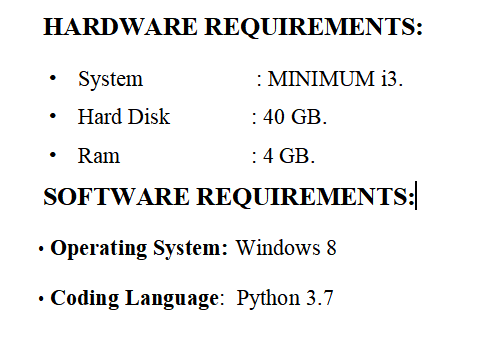 HARDWARE REQUIREMENTS:
• System : MINIMUM i3.
• Hard Disk : 40 GB.
• Ram : 4 GB.
SOFTWARE REQUIREMENTS:
• Operating System: Windows 8
• Coding Language: Python 3.7